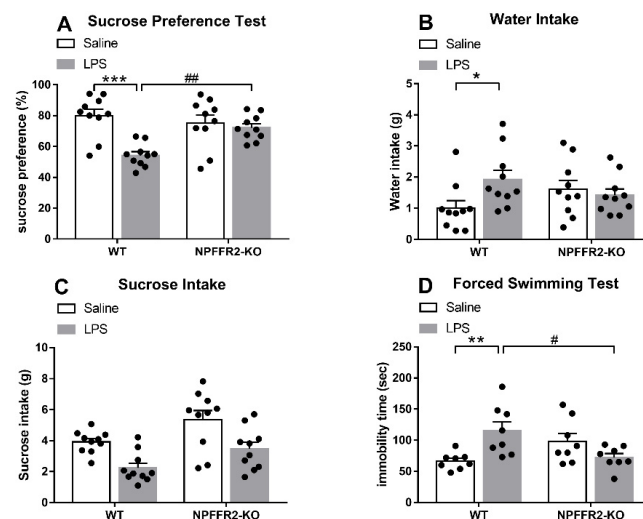 A Sucrose Preference Test
Saline
LPS
***
##
100
80
60
40
20
0
sucrose preference (%)
WT
NPFFR2-KO
B Water Intake
Saline
LPS
*
5
4
3
2
1
0
Water intake (g)
WT
NPFFR2-KO
C Sucrose Intake
Saline
LPS
10
8
6
4
2
0
Sucrose intake (g)
WT
NPFFR2-KO
D Forced Swimming Test
Saline
LPS
**
#
250
200
150
100
50
0
immobility time (sec)
WT
NPFFR2-KO